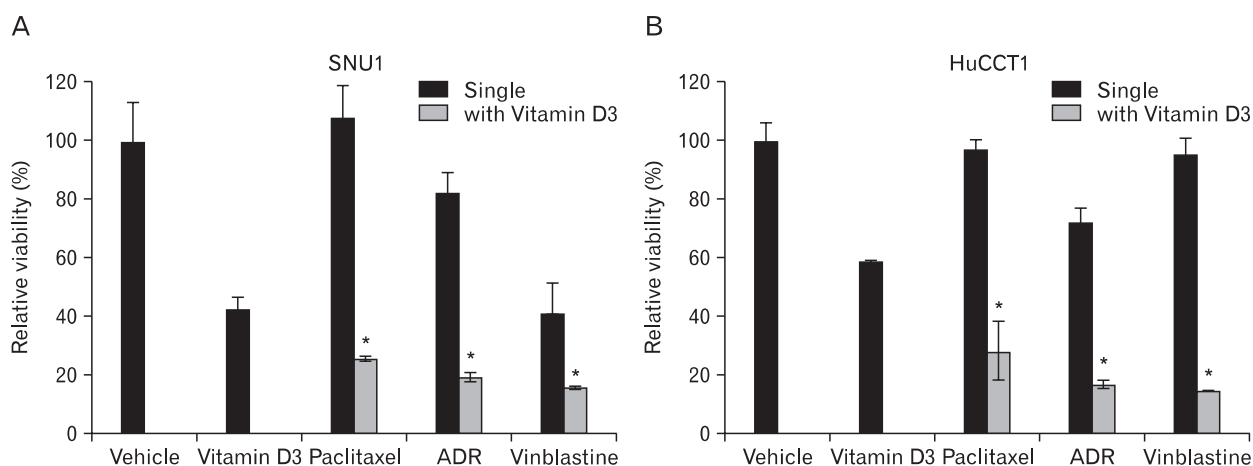 A
SNU1
Relative viability (%)
120
100
80
60
40
20
0
Single
with Vitamin D3
*
*
*
Vehicle Vitamin D3 Paclitaxel ADR Vinblastine
B
HuCCT1
Relative viability (%)
120
100
80
60
40
20
0
Single
with Vitamin D3
*
*
*
Vehicle Vitamin D3 Paclitaxel ADR Vinblastine